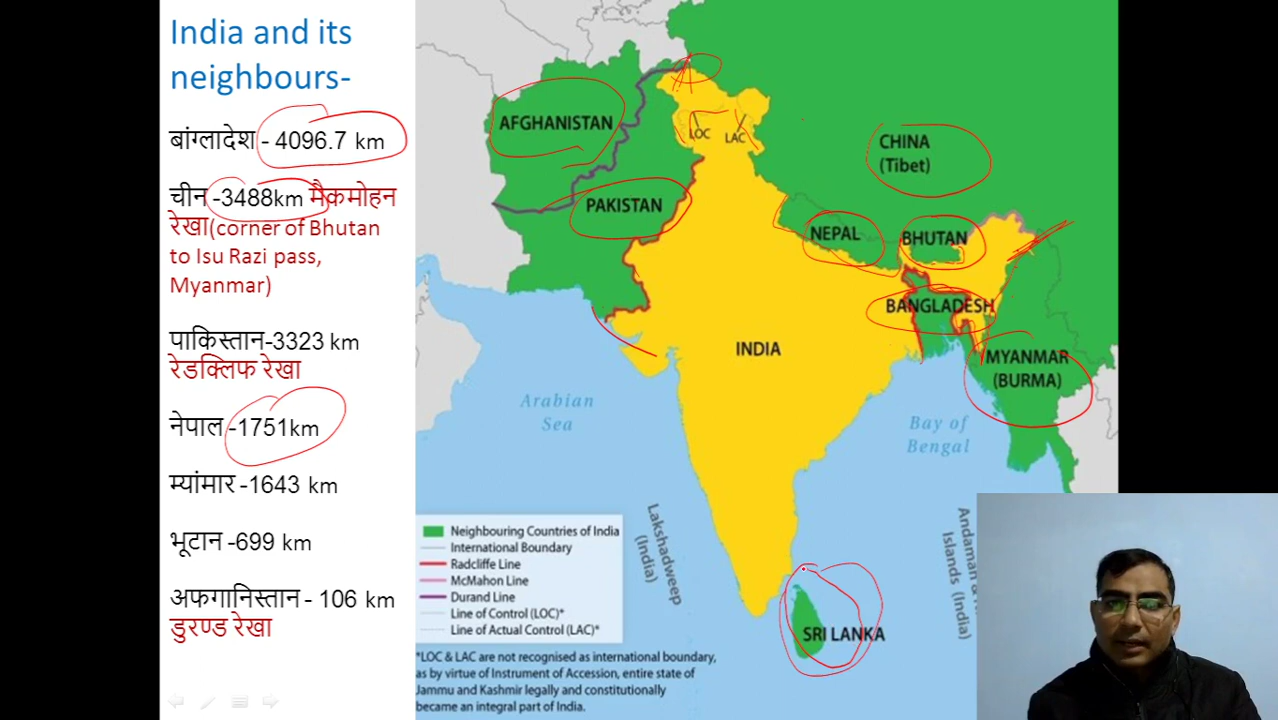 India and its
neighbours-
बांग्लादेश - 4096.7 km
चीन -3488km मैकमोहन
रेखा(corner of Bhutan
to Isu Razi pass,
Myanmar)
पाकिस्तान-3323 km
रेडक्लिफ रेखा
नेपाल -1751km
म्यांमार -1643 km
भूटान -699 km
अफगानिस्तान - 106 km
डुरण्ड रेखा
AFGHANISTAN
LOC
LAC
CHINA
(Tibet)
PAKISTAN
NEPAL
BHUTAN
BANGLADESH
INDIA
MYANMAR
(BURMA)
Arabian
Sea
Bay of
Bengal
Lakshadweep
(India)
Andaman &
Islands (India)
SRI LANKA
Neighbouring Countries of India
International Boundary
Radcliffe Line
McMahon Line
Durand Line
Line of Control (LOC)*
Line of Actual Control (LAC)*
*LOC & LAC are not recognised as international boundary,
as by virtue of Instrument of Accession, entire state of
Jammu and Kashmir legally and constitutionally
became an integral part of India.